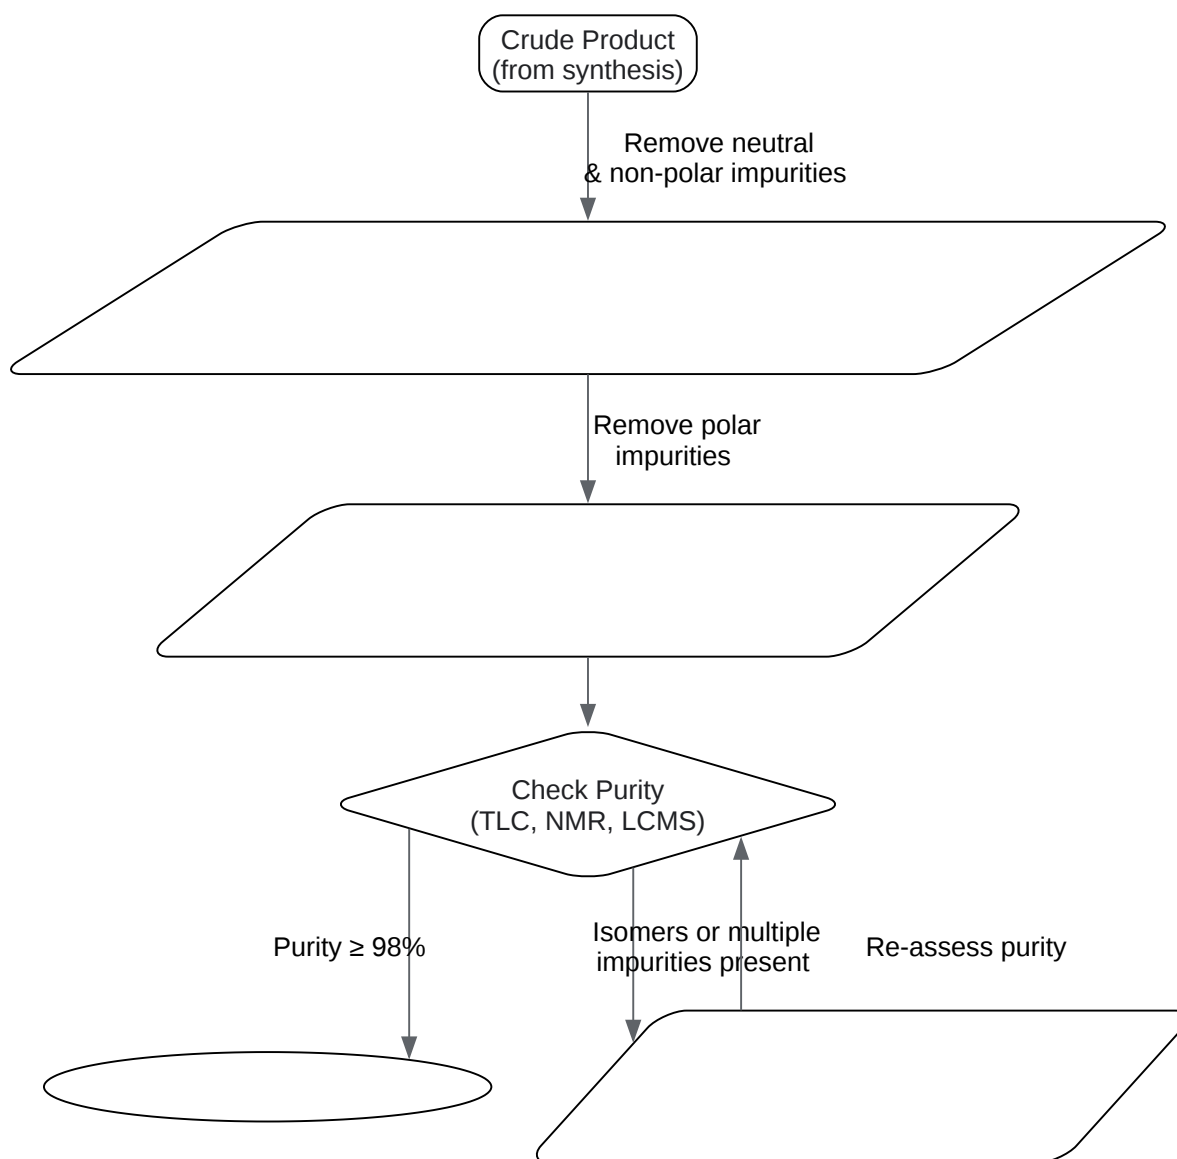 Crude Product
(from synthesis)
Remove neutral
& non-polar impurities
Remove polar
impurities
Check Purity
(TLC, NMR, LCMS)
Purity ≥ 98%
Isomers or multiple
impurities present
Re-assess purity